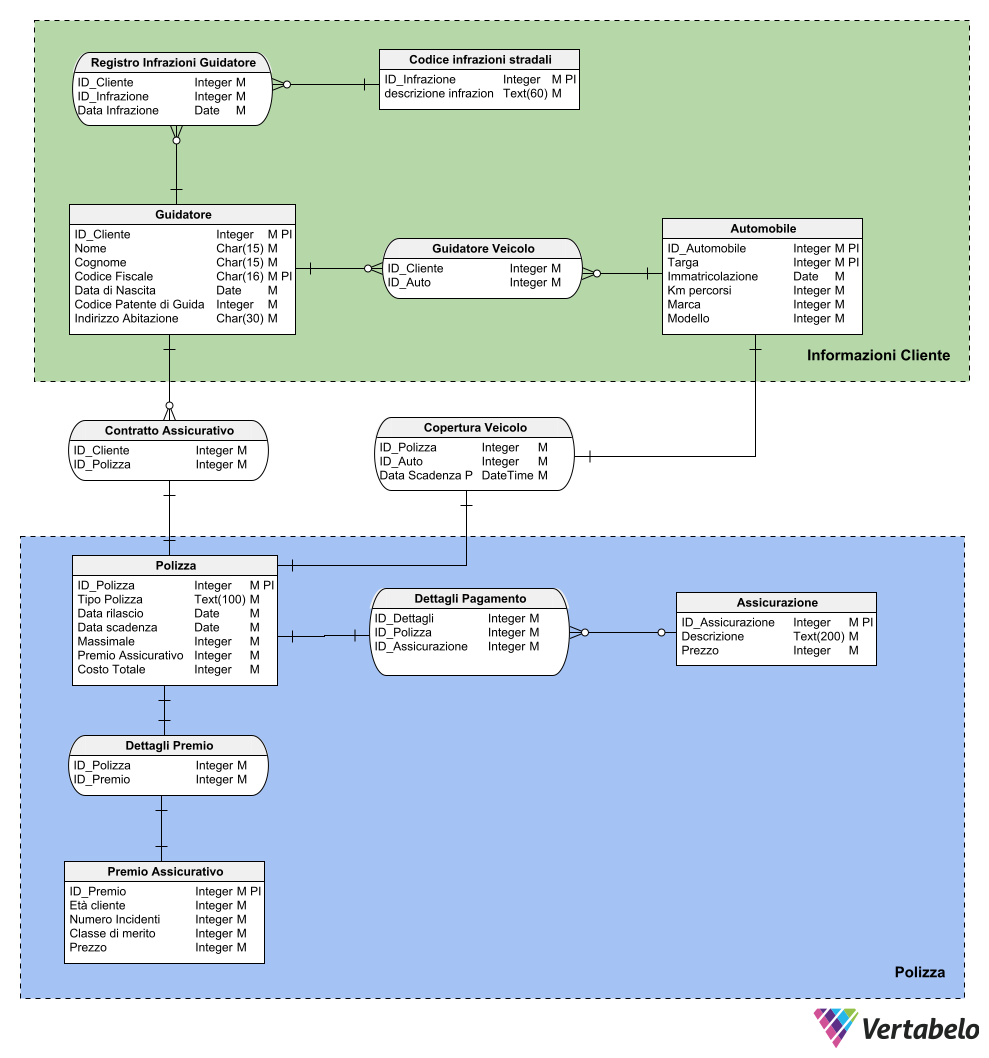 Registro Infrazioni Guidatore
ID_Cliente Integer M
ID_Infrazione Integer M
Data Infrazione Date M
Codice infrazioni stradali
ID_Infrazione Integer M PI
descrizione infrazion Text(60) M
Guidatore
ID_Cliente Integer M PI
Nome Char(15) M
Cognome Char(15) M
Codice Fiscale Char(16) M PI
Data di Nascita Date M
Codice Patente di Guida Integer M
Indirizzo Abitazione Char(30) M
Guidatore Veicolo
ID_Cliente Integer M
ID_Auto Integer M
Automobile
ID_Automobile Integer M PI
Targa Integer M PI
Immatricolazione Date M
Km percorsi Integer M
Marca Integer M
Modello Integer M
Informazioni Cliente
Contratto Assicurativo
ID_Cliente Integer M
ID_Polizza Integer M
Copertura Veicolo
ID_Polizza Integer M
ID_Auto Integer M
Data Scadenza P DateTime M
Polizza
ID_Polizza Integer M PI
Tipo Polizza Text(100) M
Data rilascio Date M
Data scadenza Date M
Massimale Integer M
Premio Assicurativo Integer M
Costo Totale Integer M
Dettagli Pagamento
ID_Dettagli Integer M
ID_Polizza Integer M
ID_Assicurazione Integer M
Assicurazione
ID_Assicurazione Integer M PI
Descrizione Text(200) M
Prezzo Integer M
Dettagli Premio
ID_Polizza Integer M
ID_Premio Integer M
Premio Assicurativo
ID_Premio Integer M PI
Età cliente Integer M
Numero Incidenti Integer M
Classe di merito Integer M
Prezzo Integer M
Polizza
Vertabelo